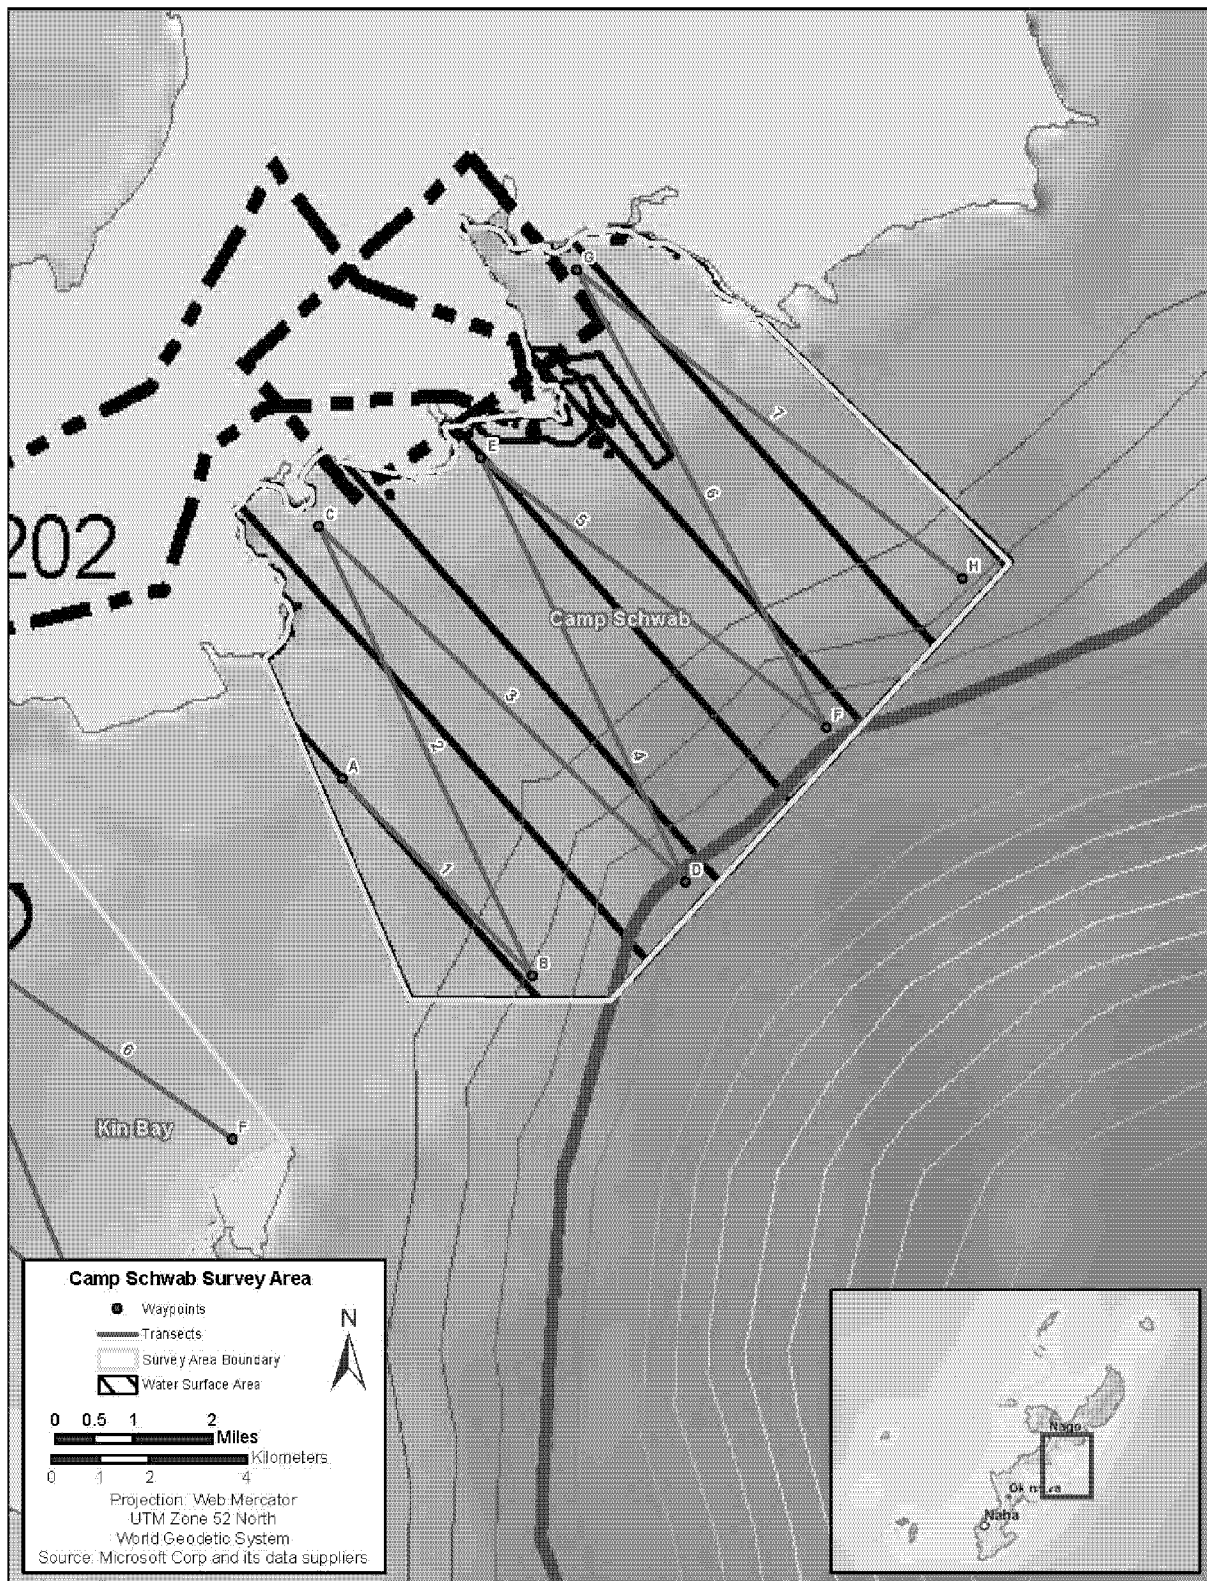 G
7
E
6
202
C
5
H
Camp Schwab
3
F
2
4
A
1
D
B
6
Kin Bay
F
Camp Schwab Survey Area
Waypoints
Transects
Survey Area Boundary
Water Surface Area
N
0 0.5 1 2
Miles
Kilometers
0 1 2 4
Projection: Web Mercator
UTM Zone 52 North
World Geodetic System
Source: Microsoft Corp and its data suppliers
Nago
Naha